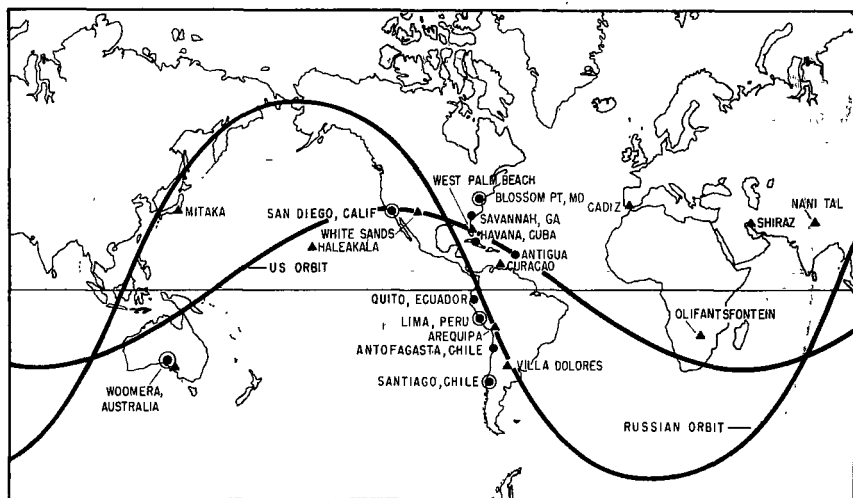 WEST PALM BEACH
BLOSSOM PT, MD
MITAKA
SAN DIEGO, CALIF
SAVANNAH, GA
CADIZ
NAINI TAL
SHIRAZ
WHITE SANDS
HAVANA, CUBA
HALEAKALA
ANTIGUA
US ORBIT
CURACAO
QUITO, ECUADOR
OLIFANTSFONTEIN
LIMA, PERU
AREQUIPA
ANTOFAGASTA, CHILE
VILLA DOLORES
WOOMERA,
AUSTRALIA
SANTIAGO, CHILE
RUSSIAN ORBIT